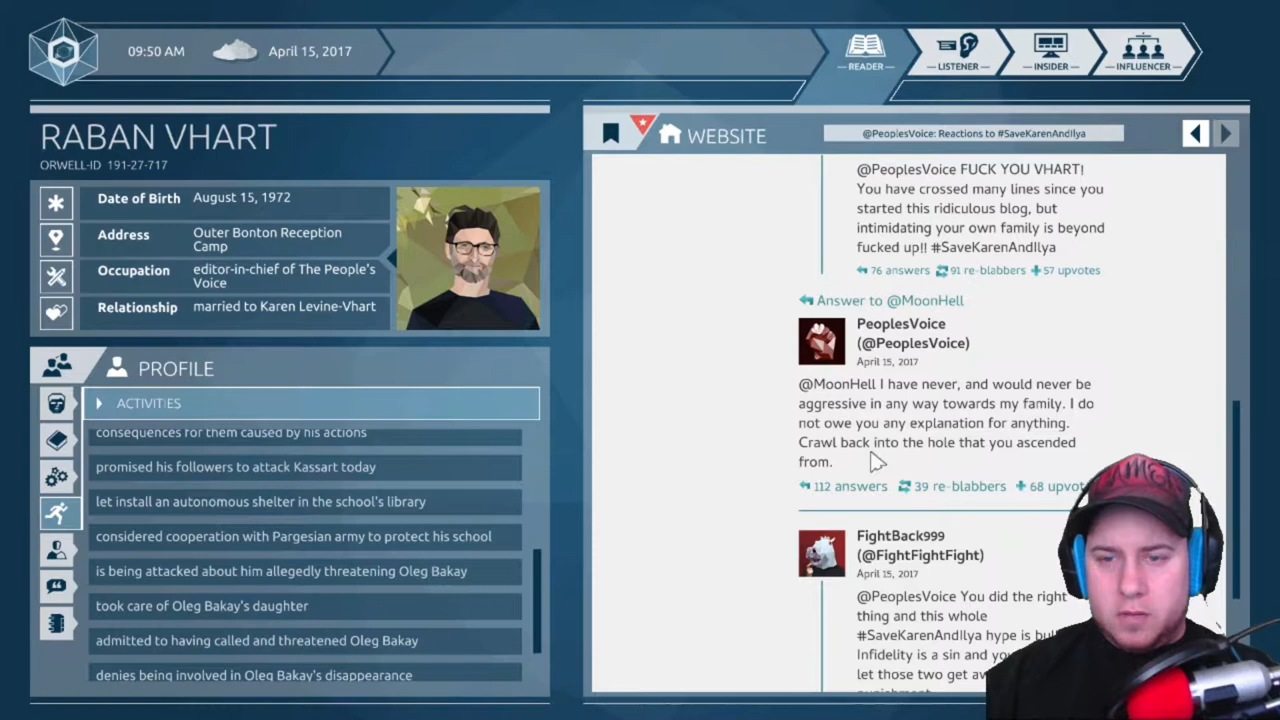 09:50 AM
April 15, 2017
READER
LISTENER
INSIDER
INFLUENCER
RABAN VHART
ORWELL-ID 191-27-717
Date of Birth August 15, 1972
Address Outer Bonton Reception
Camp
Occupation editor-in-chief of The People's
Voice
Relationship married to Karen Levine-Vhart
PROFILE
ACTIVITIES
consequences for them caused by his actions
promised his followers to attack Kassart today
let install an autonomous shelter in the school's library
considered cooperation with Pargesian army to protect his school
is being attacked about him allegedly threatening Oleg Bakay
took care of Oleg Bakay's daughter
admitted to having called and threatened Oleg Bakay
denies being involved in Oleg Bakay's disappearance
WEBSITE
@PeoplesVoice: Reactions to #SaveKarenAndIlya
@PeoplesVoice FUCK YOU VHART!
You have crossed many lines since you
started this ridiculous blog, but
intimidating your own family is beyond
fucked up!! #SaveKarenAndIlya
76 answers 91 re-blabbers 57 upvotes
Answer to @MoonHell
PeoplesVoice
(@PeoplesVoice)
April 15, 2017
@MoonHell I have never, and would never be
aggressive in any way towards my family. I do
not owe you any explanation for anything.
Crawl back into the hole that you ascended
from.
112 answers 39 re-blabbers 68 upvot
FightBack999
(@FightFightFight)
April 15, 2017
@PeoplesVoice You did the right
thing and this whole
#SaveKarenAndIlya hype is bul
Infidelity is a sin and yo
let those two get aw